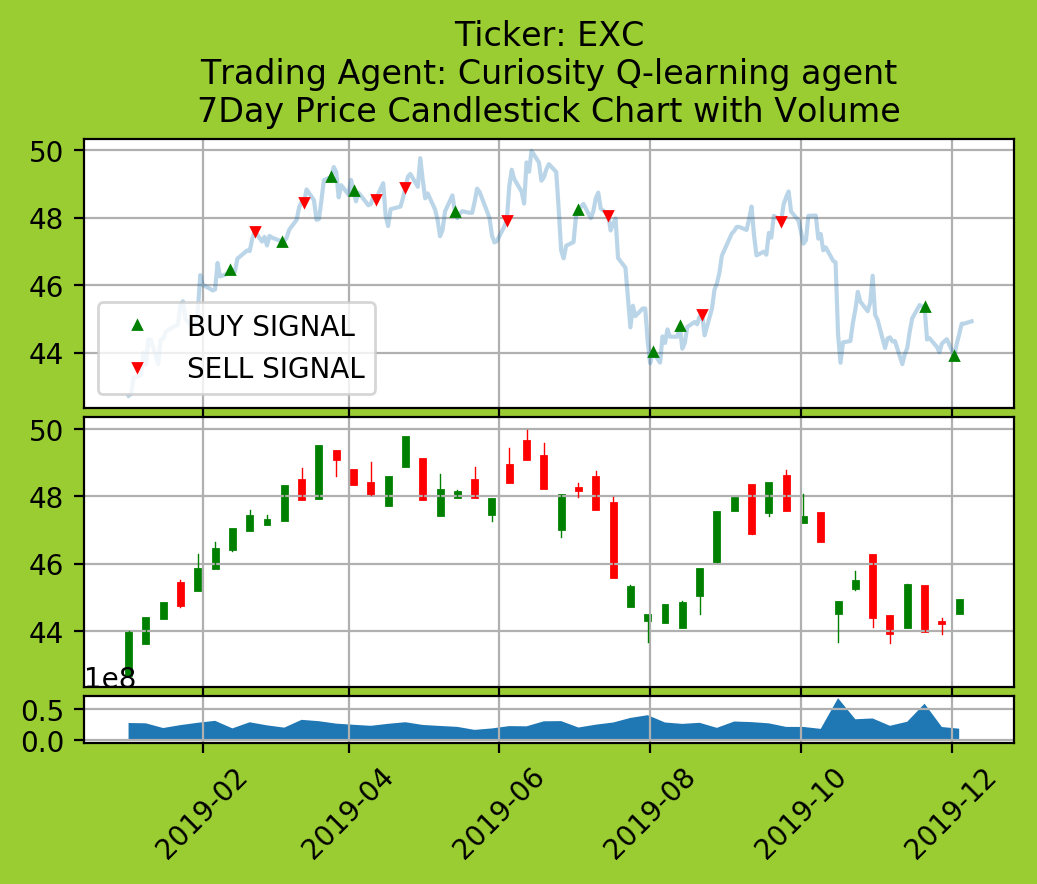 Ticker: EXC
Trading Agent: Curiosity Q-learning agent
7Day Price Candlestick Chart with Volume
50
48
46
44
BUY SIGNAL
SELL SIGNAL
50
48
46
44
1e8
0.5
0.0
2019-02
2019-04
2019-06
2019-08
2019-10
2019-12